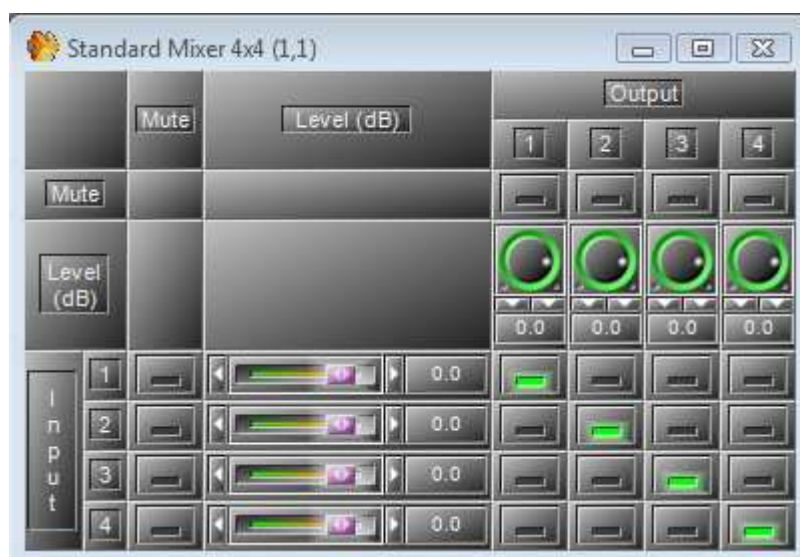 Standard Mixer 4x4 (1,1)
Mute Level (dB) Output
1 2 3 4
Mute
Level
(dB)
0.0 0.0 0.0 0.0
Input
1 0.0
2 0.0
3 0.0
4 0.0